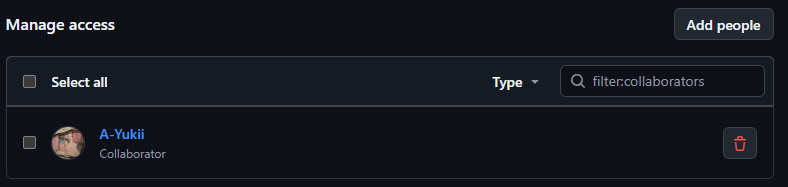 Manage access
Add people
Select all
Type
filter:collaborators
A-Yukii
Collaborator